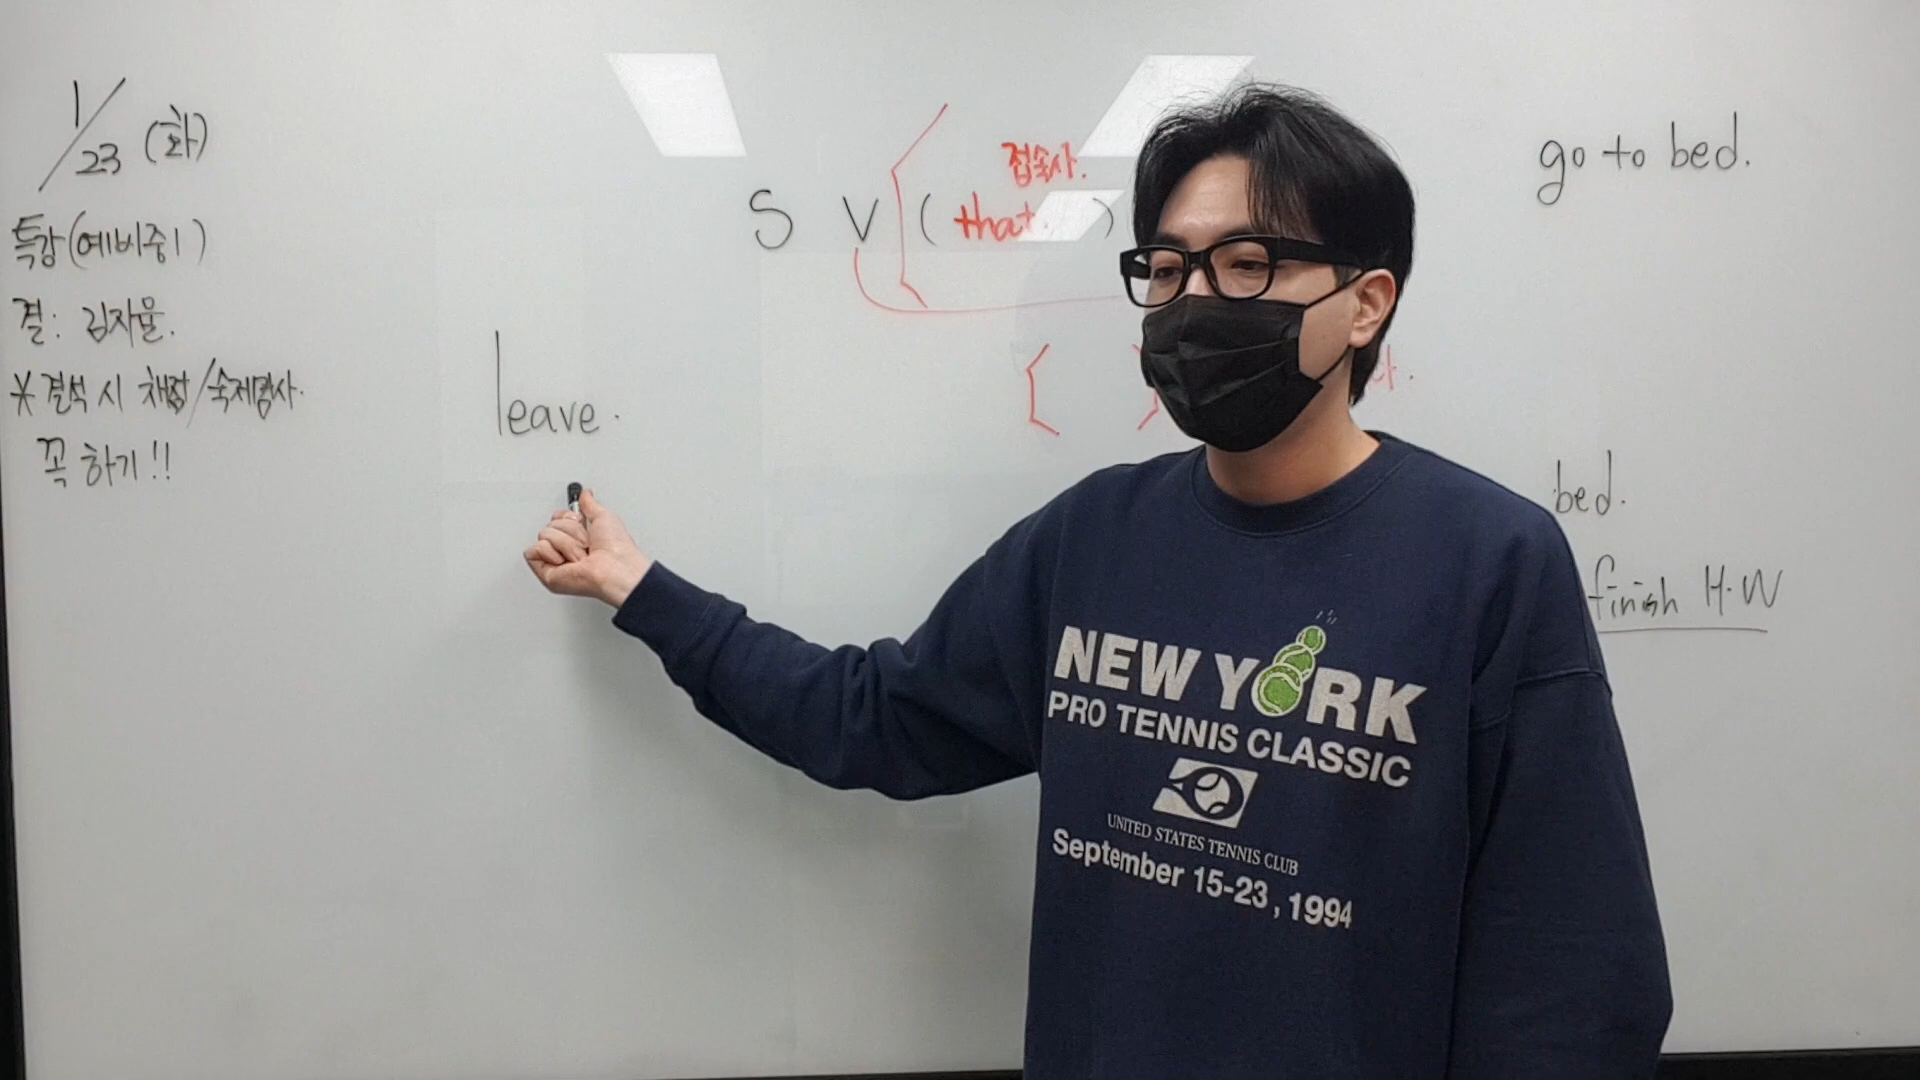 1/23 (화)
특강(예비중1)
결: 김자율.
* 결석 시 채점/숙제검사.
꼭 하기!!
leave.
접속사.
S V ( that )
go to bed.
bed.
finish H.W
NEW YORK
PRO TENNIS CLASSIC
UNITED STATES TENNIS CLUB
September 15-23, 1994